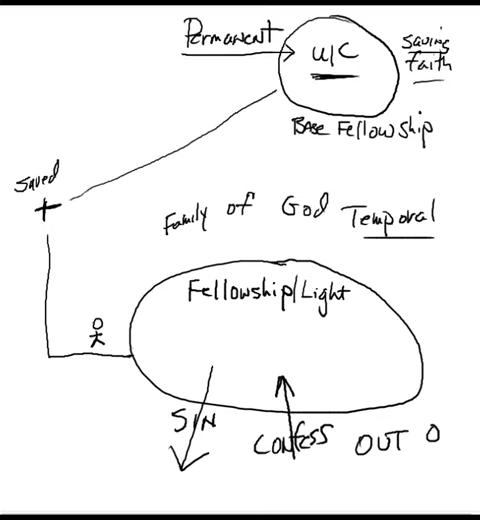 Permanent
U/C
Saving
faith
Base Fellowship
Saved
Family of God Temporal
Fellowship/Light
SIN
Confess OUT O